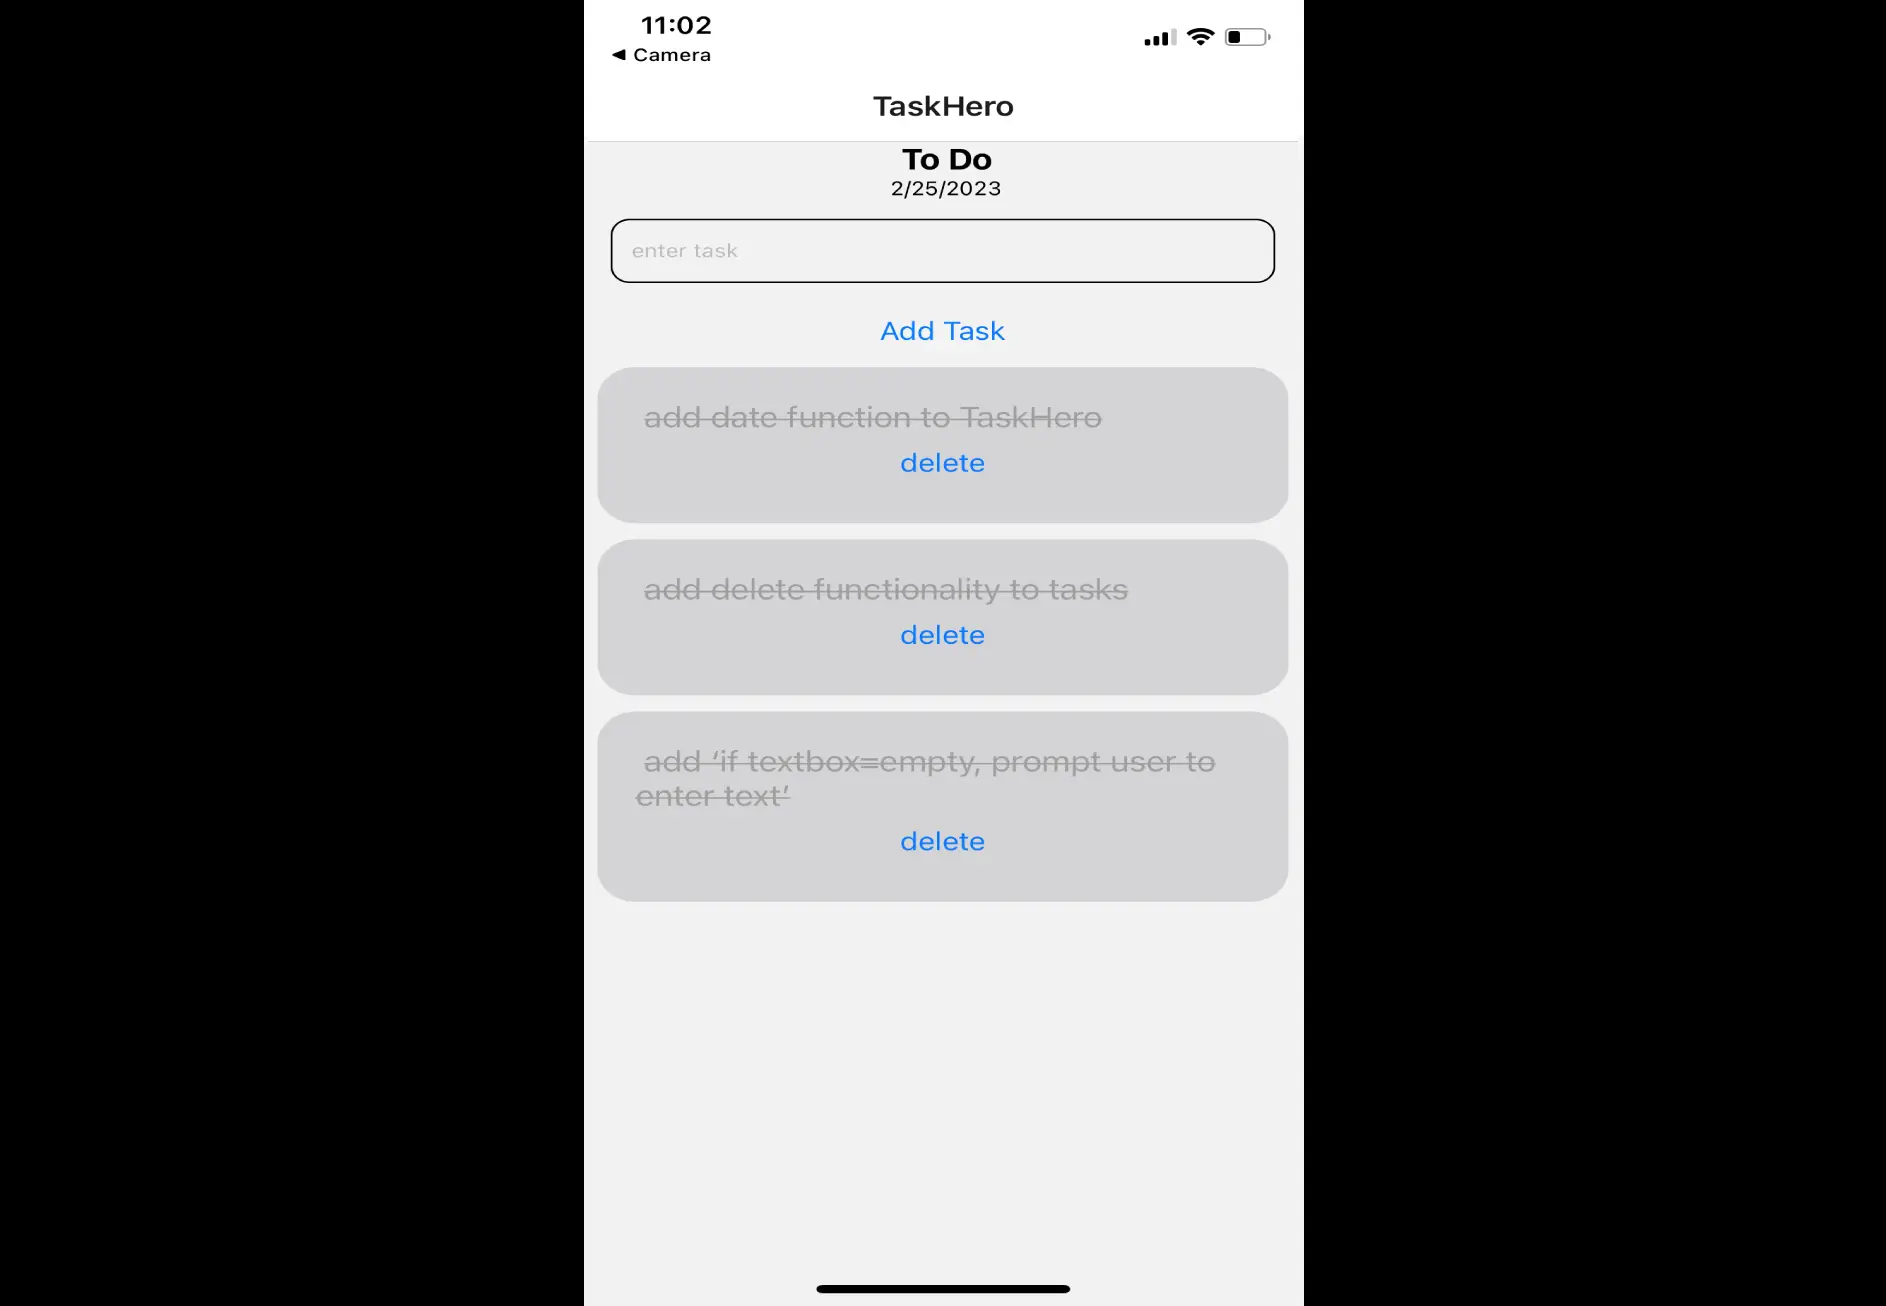 11:02
◀ Camera
TaskHero
To Do
2/25/2023
enter task
Add Task
add date function to TaskHero
delete
add delete functionality to tasks
delete
add ‘if textbox=empty, prompt user to
enter text’
delete